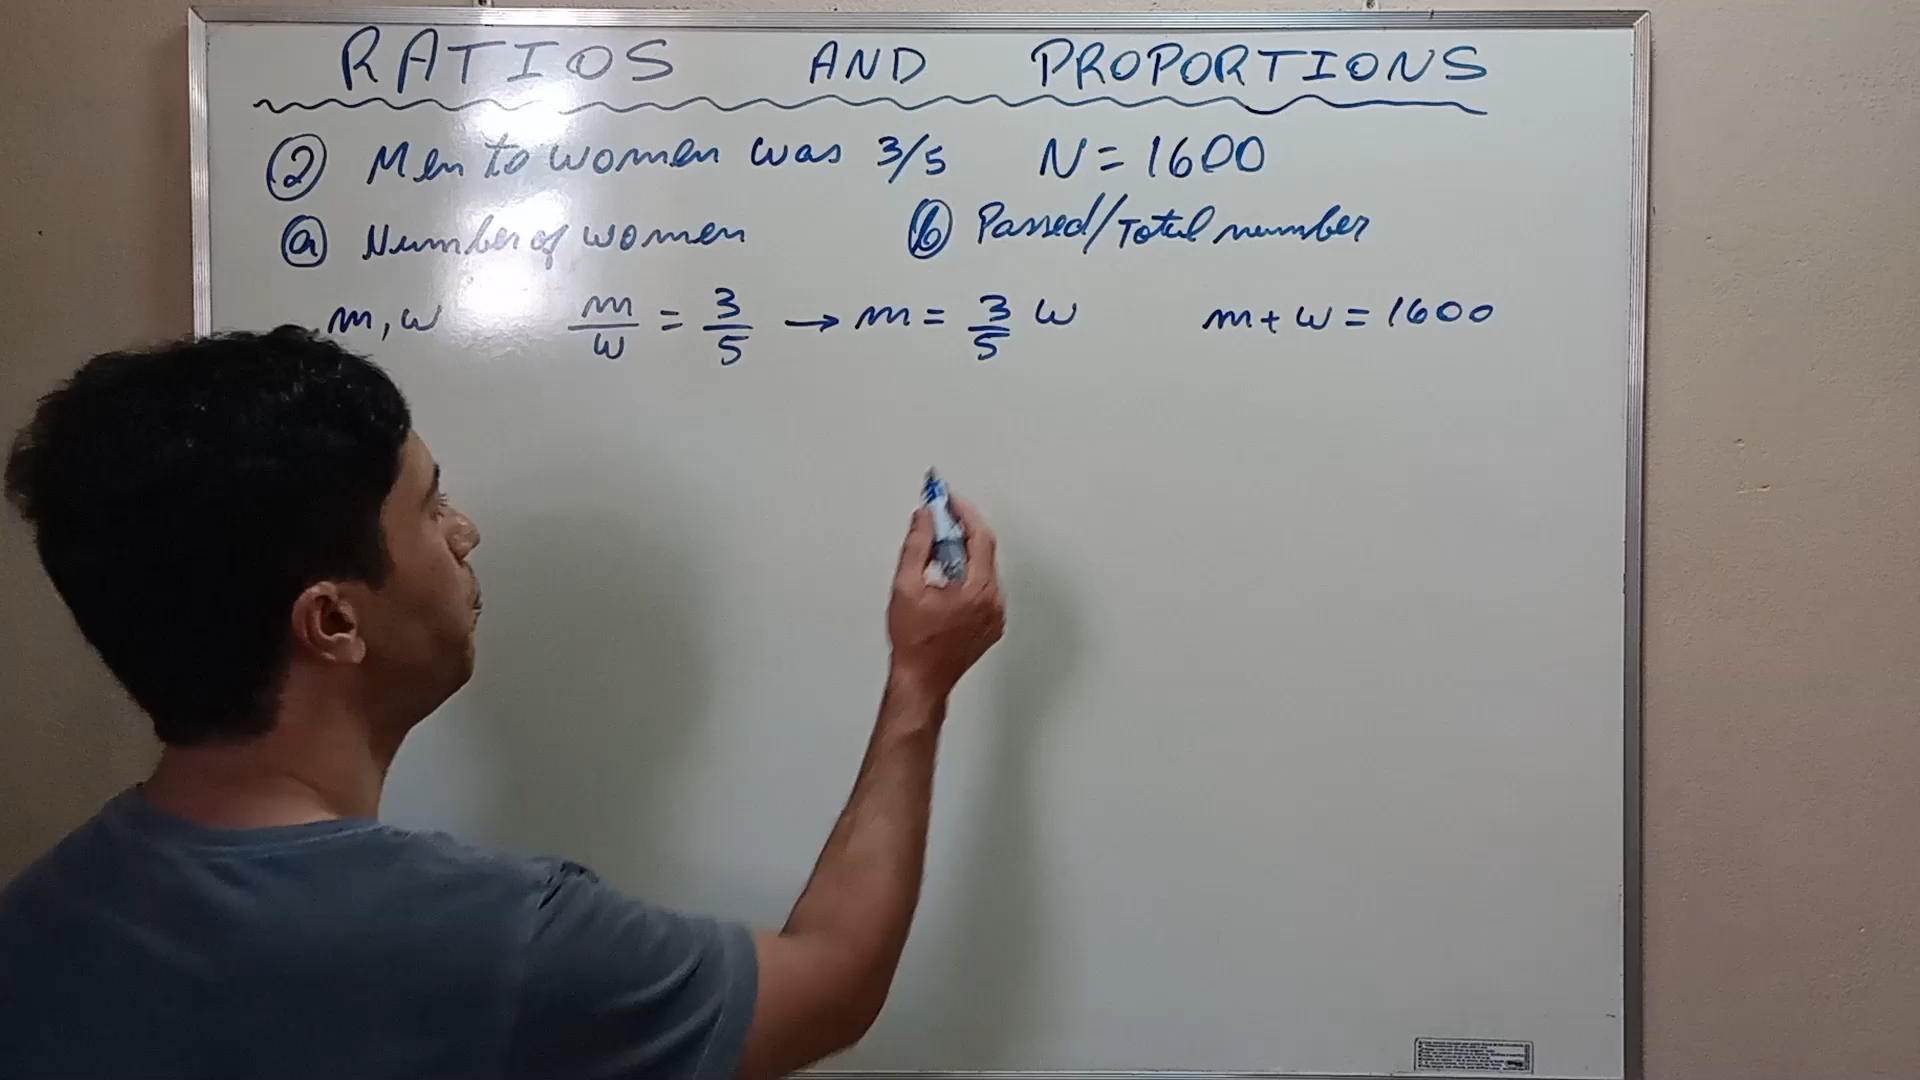 RATIOS AND PROPORTIONS
② Men to women was 3/5 N = 1600
ⓐ Number of women ⓑ Passed/Total number
m, w m/w = 3/5 → m = 3/5 w m + w = 1600